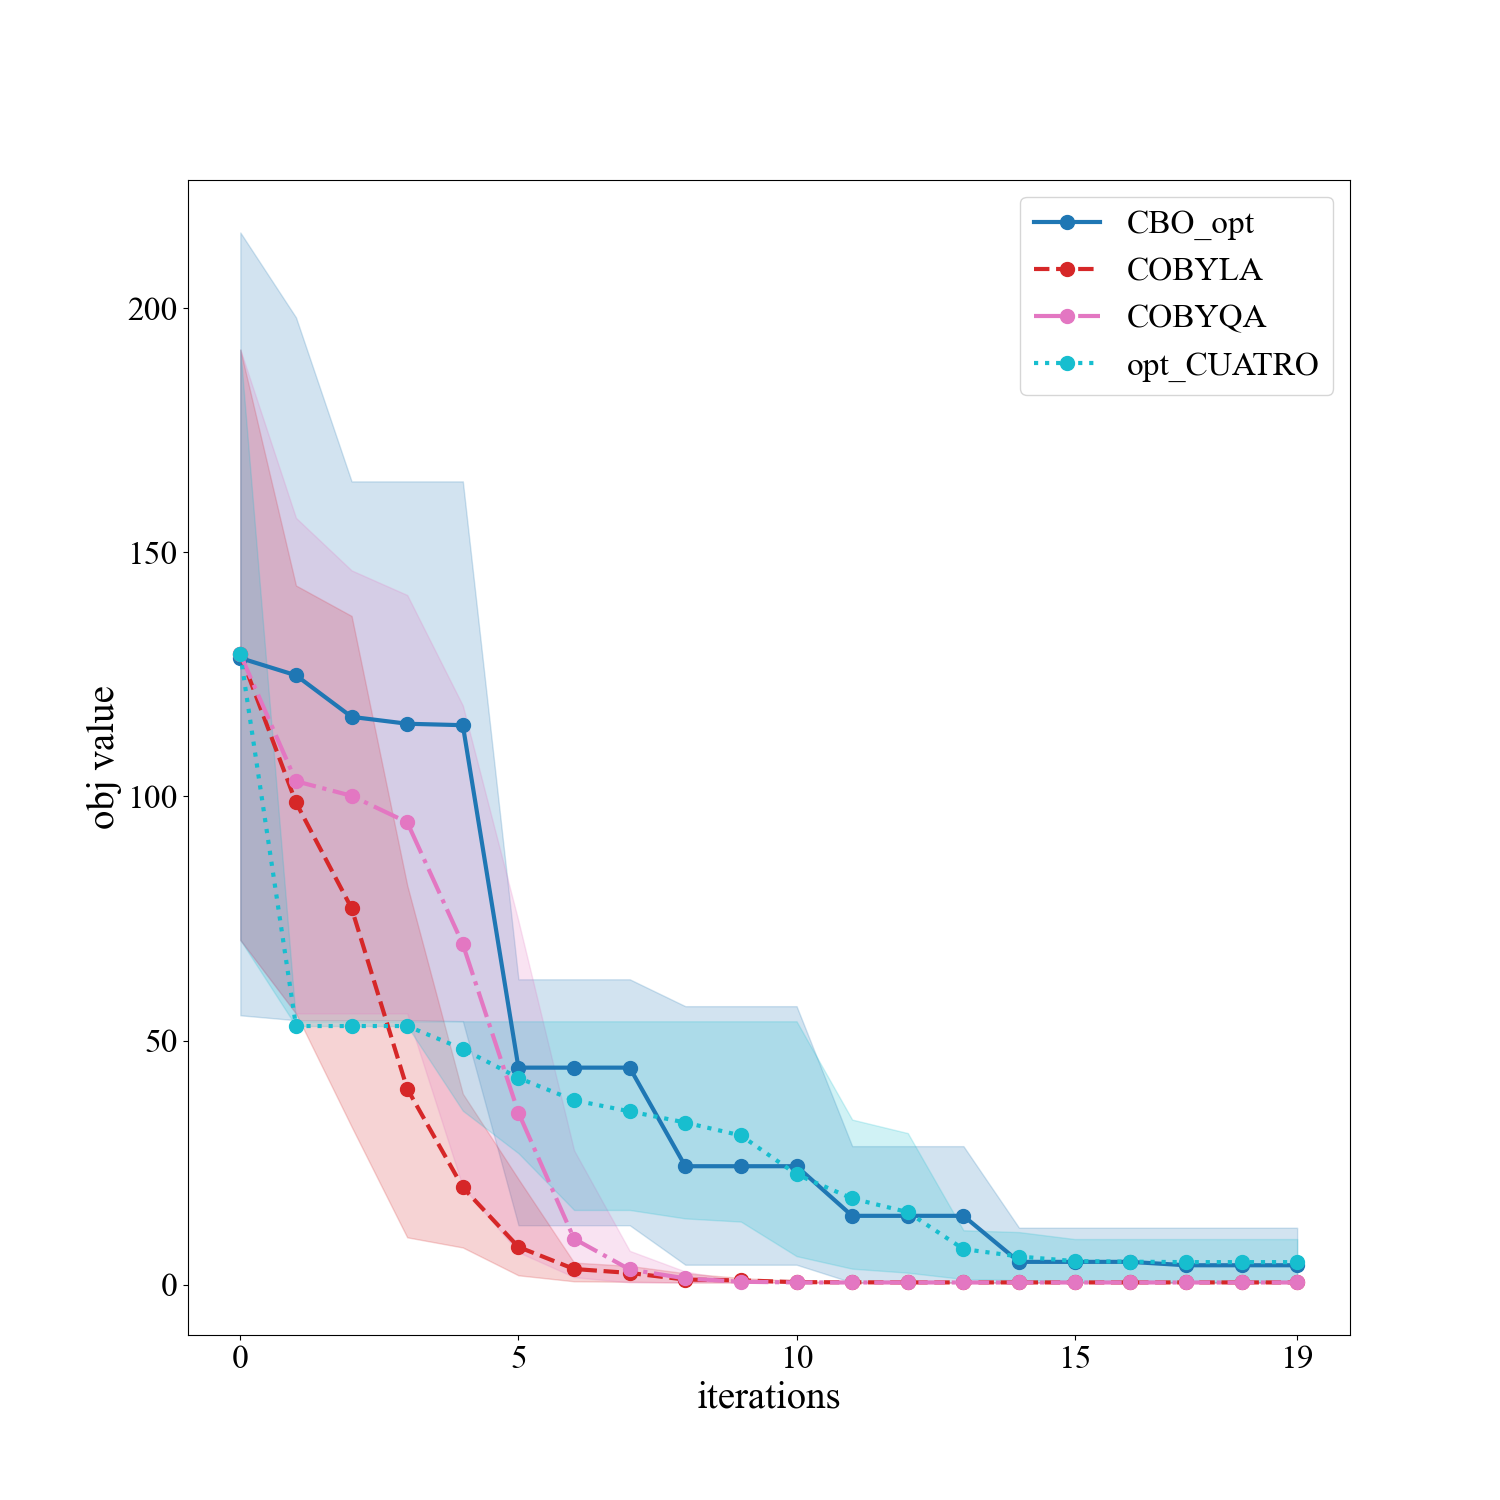 CBO_opt
COBYLA
COBYQA
opt_CUATRO
200
150
100
50
0
obj value
0 5 10 15 19
iterations